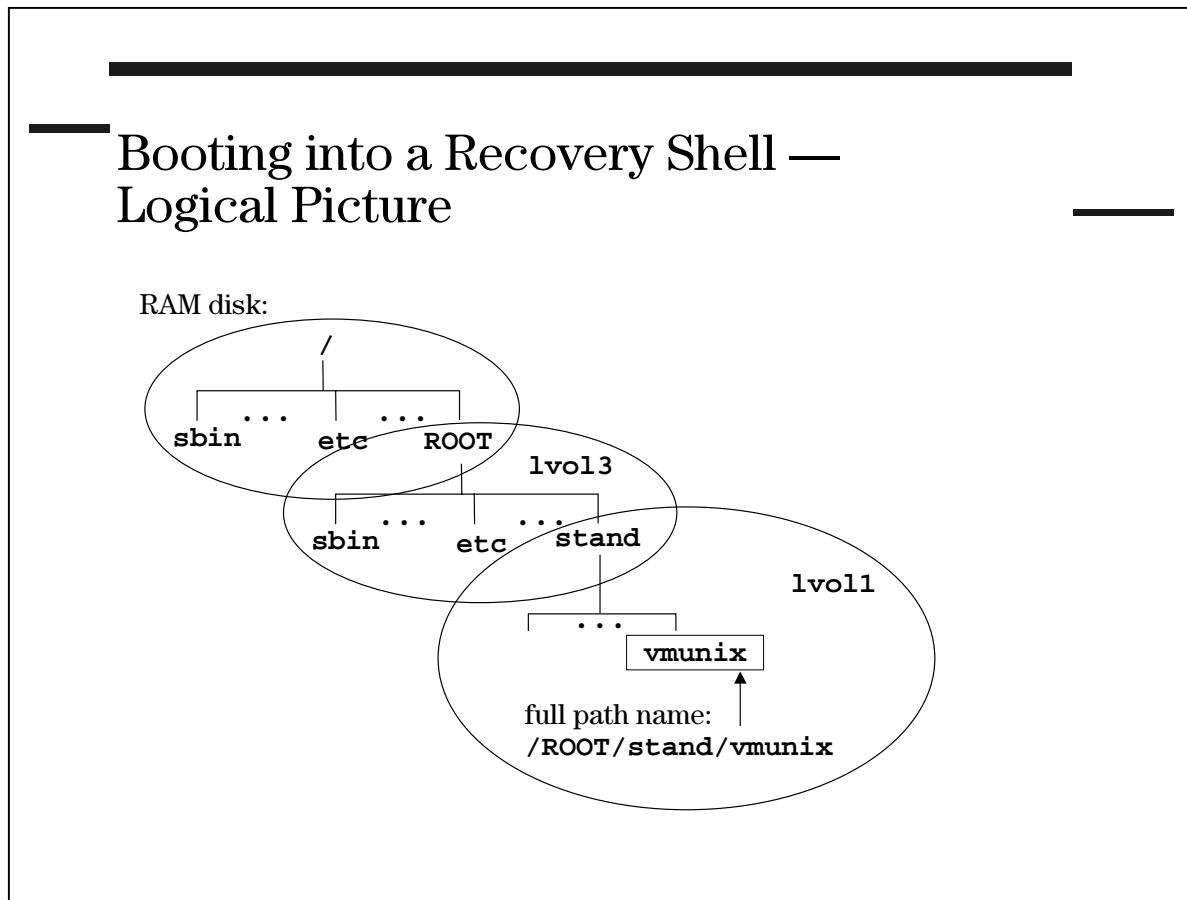 Booting into a Recovery Shell —
Logical Picture
RAM disk:
/
sbin ... etc ... ROOT
lvol3
sbin ... etc ... stand
lvol1
...
vmunix
full path name:
/ROOT/stand/vmunix